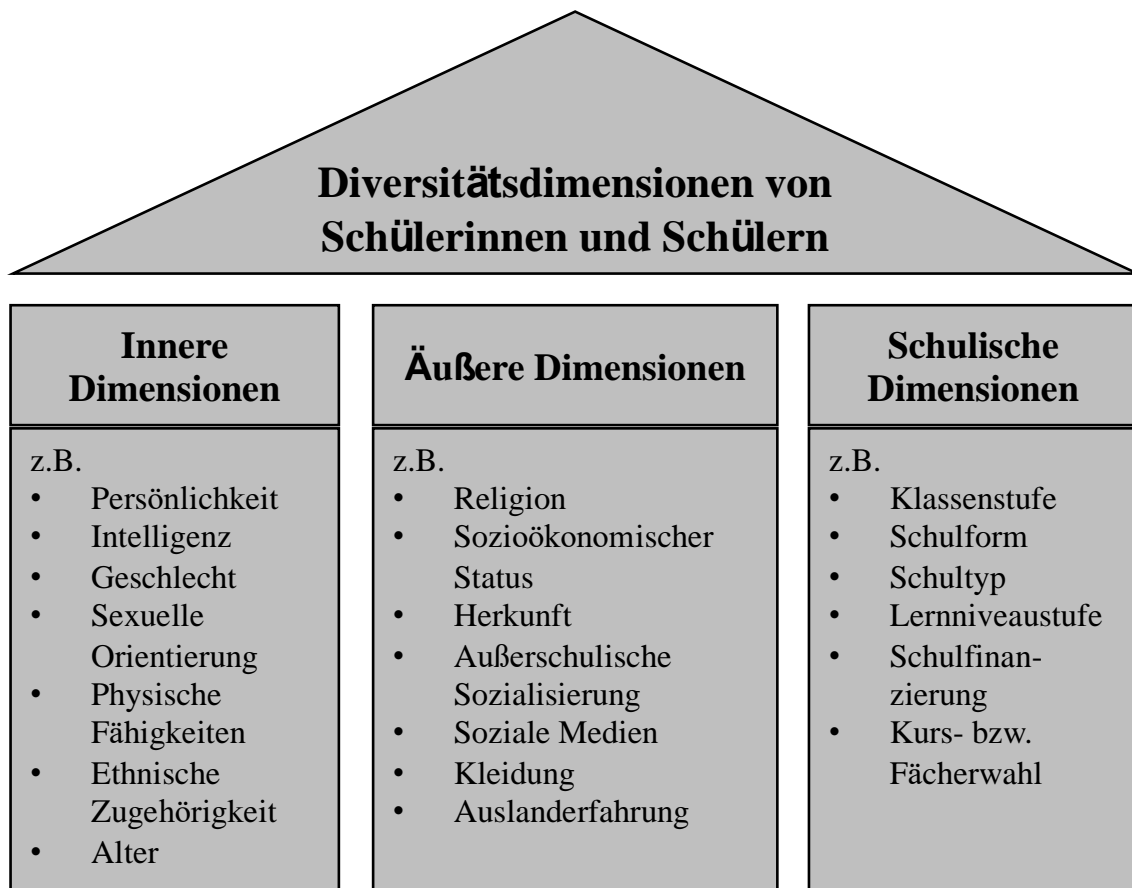 Diversitätsdimensionen von
Schülerinnen und Schülern
Innere
Dimensionen
z.B.
• Persönlichkeit
• Intelligenz
• Geschlecht
• Sexuelle
Orientierung
• Physische
Fähigkeiten
• Ethnische
Zugehörigkeit
• Alter
Äußere Dimensionen
z.B.
• Religion
• Sozioökonomischer
Status
• Herkunft
• Außerschulische
Sozialisierung
• Soziale Medien
• Kleidung
• Auslanderfahrung
Schulische
Dimensionen
z.B.
• Klassenstufe
• Schulform
• Schultyp
• Lernniveaustufe
• Schulfinan-
zierung
• Kurs- bzw.
Fächerwahl